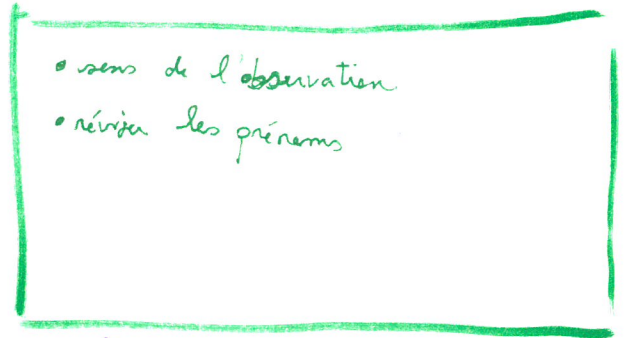 • sens de l'observation
• réviser les prénoms